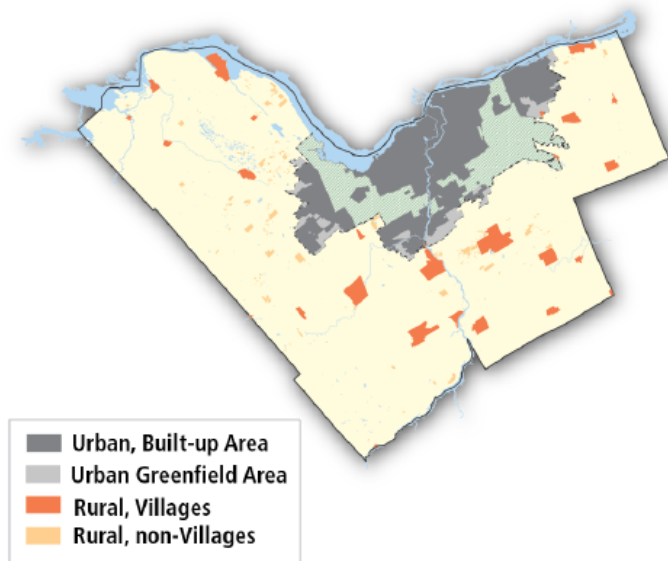 Urban, Built-up Area
Urban Greenfield Area
Rural, Villages
Rural, non-Villages